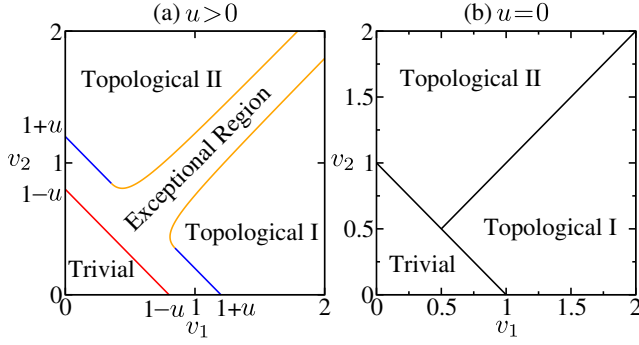 (a) u>0
2
Topological II
1+u
v₂ 1
Exceptional Region
1−u
Topological I
Trivial
0
0 1−u 1 1+u 2
v₁
(b) u=0
2
Topological II
1.5
v₂ 1
0.5
Topological I
Trivial
0
0 0.5 1 1.5 2
v₁